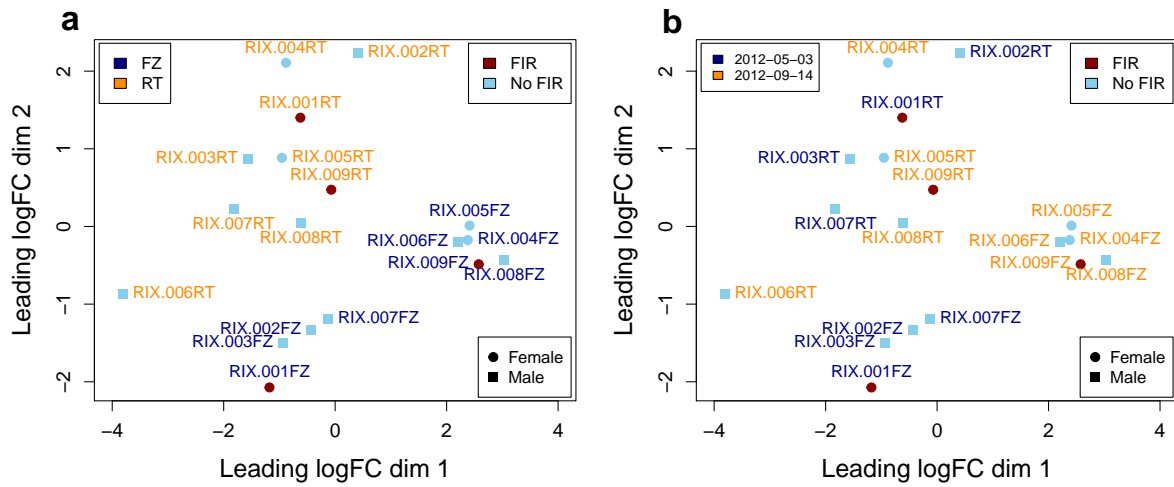 a
FZ
RT
FIR
No FIR
RIX.004RT
RIX.002RT
RIX.001RT
RIX.003RT
RIX.005RT
RIX.009RT
RIX.007RT
RIX.008RT
RIX.005FZ
RIX.006FZ
RIX.004FZ
RIX.009FZ
RIX.008FZ
RIX.006RT
RIX.007FZ
RIX.002FZ
RIX.003FZ
RIX.001FZ
Female
Male
2
1
0
−1
−2
Leading logFC dim 2
−4
−2
0
2
4
Leading logFC dim 1
b
2012−05−03
2012−09−14
FIR
No FIR
RIX.004RT
RIX.002RT
RIX.001RT
RIX.003RT
RIX.005RT
RIX.009RT
RIX.007RT
RIX.008RT
RIX.005FZ
RIX.006FZ
RIX.004FZ
RIX.009FZ
RIX.008FZ
RIX.006RT
RIX.007FZ
RIX.002FZ
RIX.003FZ
RIX.001FZ
Female
Male
2
1
0
−1
−2
Leading logFC dim 2
−4
−2
0
2
4
Leading logFC dim 1